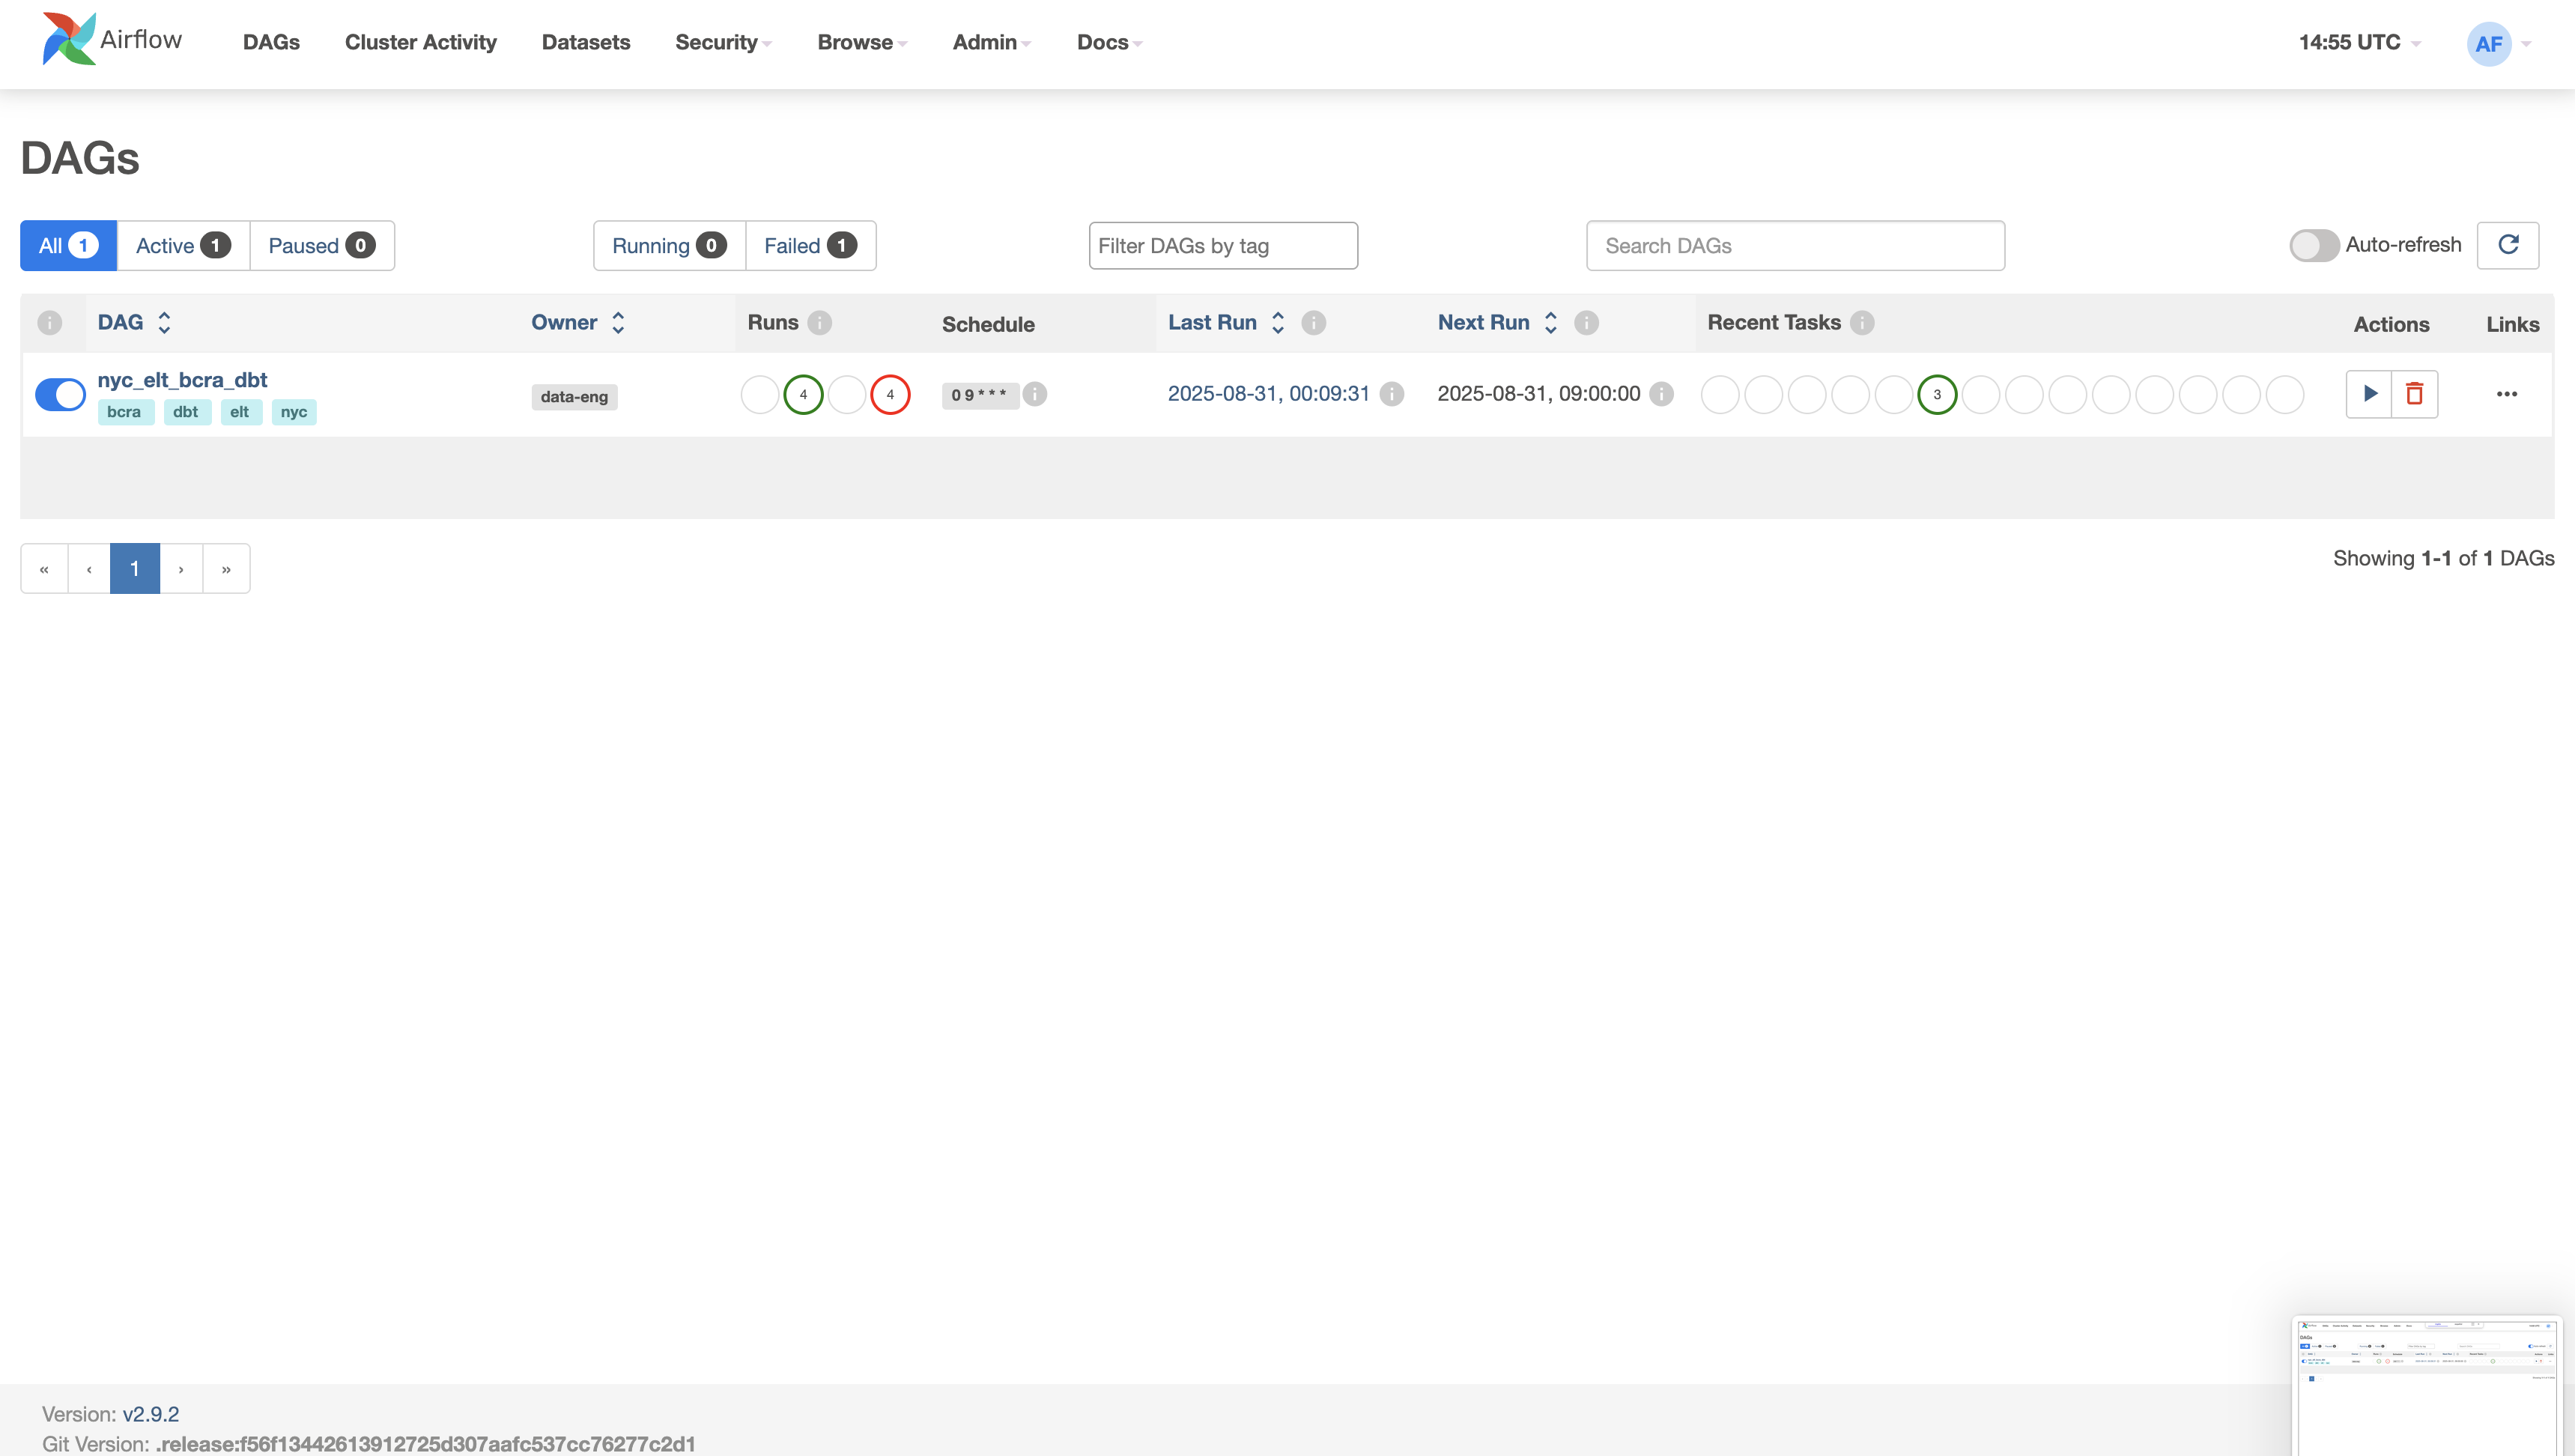 Airflow DAGs Cluster Activity Datasets Security Browse Admin Docs 14:55 UTC AF
DAGs
All 1 Active 1 Paused 0 Running 0 Failed 1 Filter DAGs by tag Search DAGs Auto-refresh
DAG Owner Runs Schedule Last Run Next Run Recent Tasks Actions Links
nyc_elt_bcra_dbt
data-eng 4 4 0 9 * * * 2025-08-31, 00:09:31 2025-08-31, 09:00:00 3
bcra dbt elt nyc
« ‹ 1 › »
Showing 1-1 of 1 DAGs
Version: v2.9.2
Git Version: .release:f56f13442613912725d307aafc537cc76277c2d1